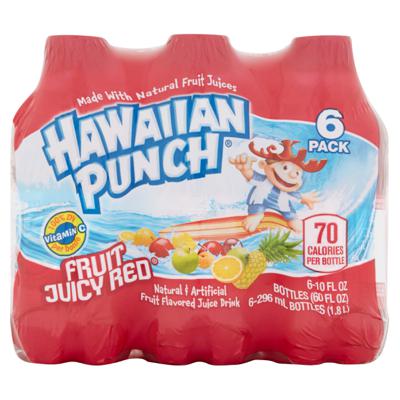 Made With Natural Fruit Juices
HAWAIIAN
PUNCH®
6
PACK
100% DV
Vitamin C
per bottle
FRUIT
JUICY RED®
70
CALORIES
PER BOTTLE
Natural & Artificial
Fruit Flavored Juice Drink
6-10 FL OZ
BOTTLES (60 FL OZ)
6-296 mL BOTTLES (1.8 L)